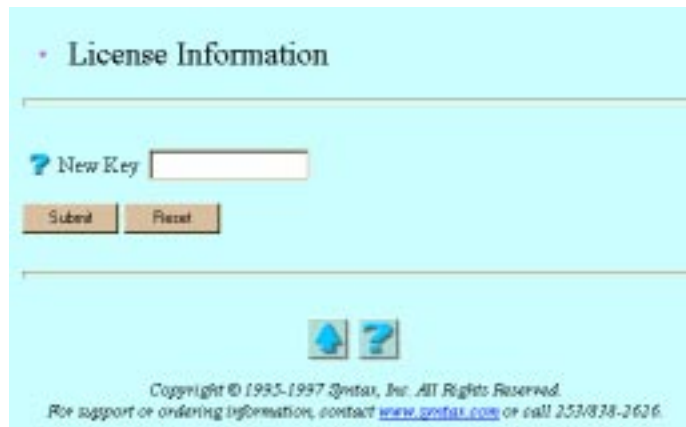 License Information
? New Key
Submit Reset
?
Copyright © 1995-1997 Syntax, Inc. All Rights Reserved.
For support or ordering information, contact www.syntax.com or call 253/838-2626.